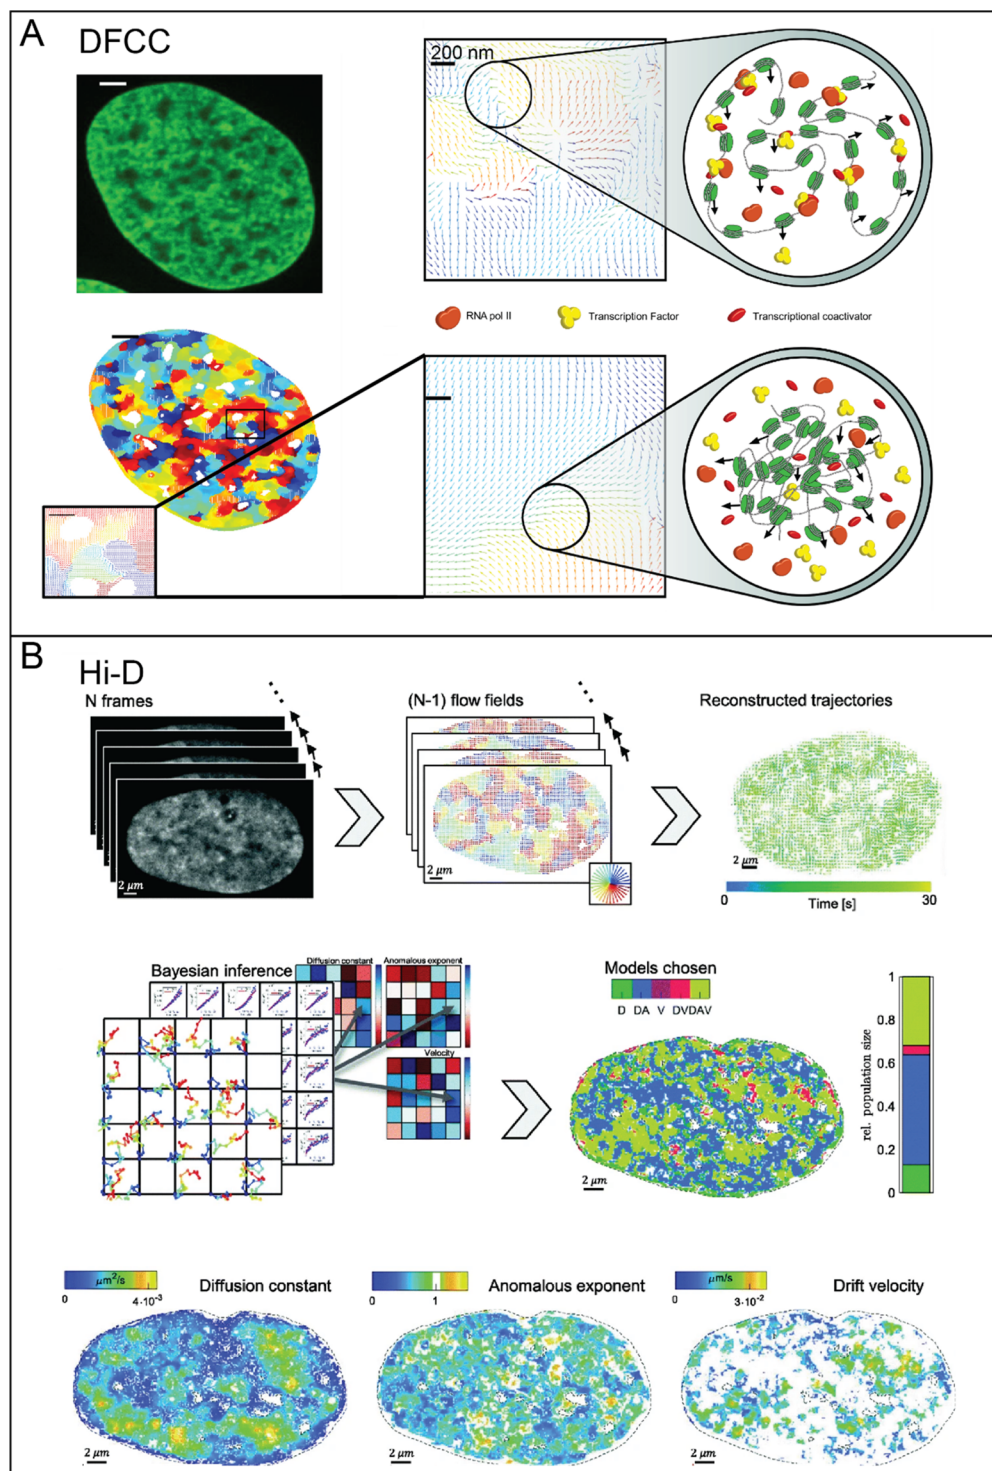 A
DFCC
200 nm
RNA pol II
Transcription Factor
Transcriptional coactivator
B
Hi-D
N frames
(N-1) flow fields
Reconstructed trajectories
2 μm
2 μm
2 μm
0
30
Time [s]
Bayesian inference
Diffusion constant
Anomalous exponent
Velocity
Models chosen
D DA V DV DAV
2 μm
rel. population size
1
0.8
0.6
0.4
0.2
0
μm²/s
0
4·10⁻³
Diffusion constant
0
1
Anomalous exponent
μm/s
0
3·10⁻²
Drift velocity
2 μm
2 μm
2 μm